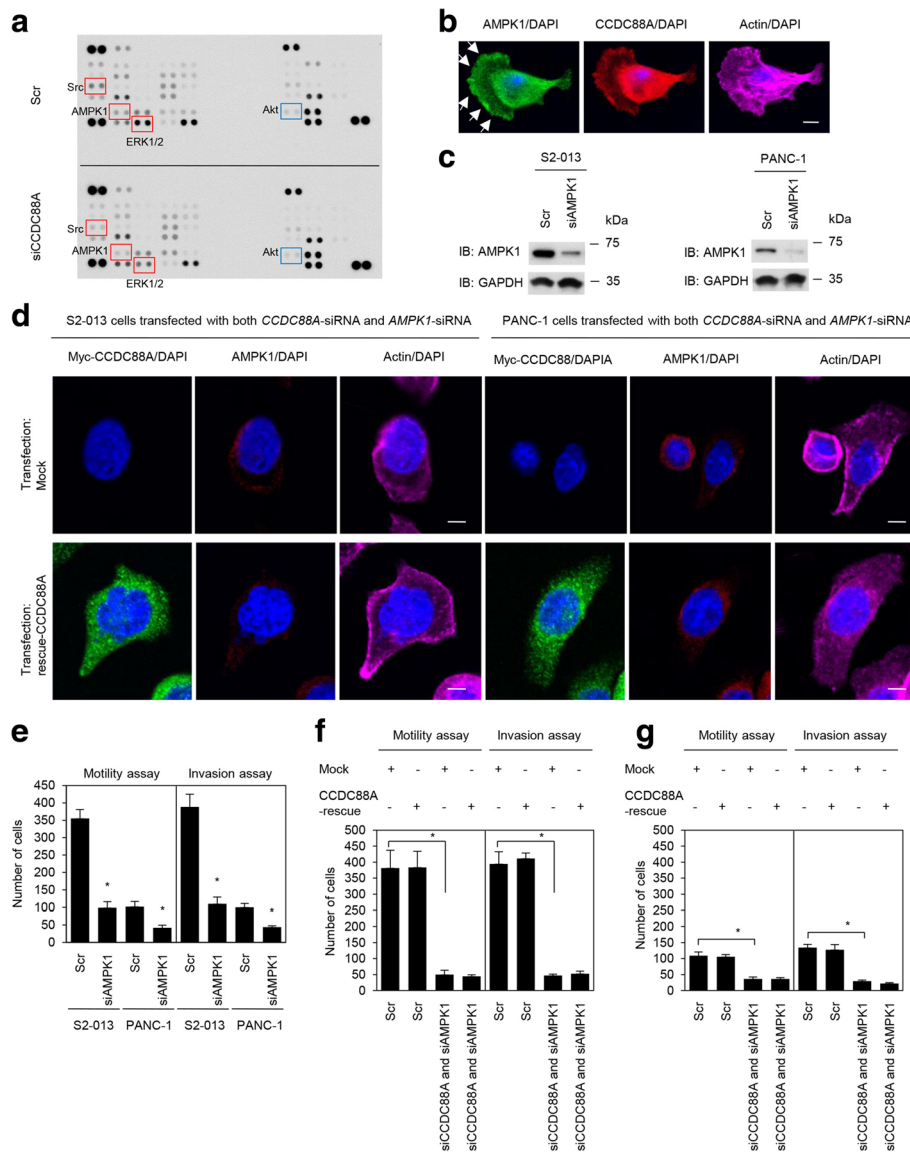 a
Scr
Src
AMPK1
ERK1/2
Akt
siCCDC88A
Src
AMPK1
ERK1/2
Akt
b
AMPK1/DAPI
CCDC88A/DAPI
Actin/DAPI
c
S2-013
Scr
siAMPK1
kDa
IB: AMPK1
75
IB: GAPDH
35
PANC-1
Scr
siAMPK1
kDa
IB: AMPK1
75
IB: GAPDH
35
d
S2-013 cells transfected with both CCDC88A-siRNA and AMPK1-siRNA
PANC-1 cells transfected with both CCDC88A-siRNA and AMPK1-siRNA
Myc-CCDC88A/DAPI
AMPK1/DAPI
Actin/DAPI
Myc-CCDC88/DAPIA
AMPK1/DAPI
Actin/DAPI
Transfection:
Mock
Transfection:
rescue-CCDC88A
e
Motility assay
Invasion assay
Number of cells
450
400
350
300
250
200
150
100
50
0
* * * *
Scr
siAMPK1
Scr
siAMPK1
Scr
siAMPK1
Scr
siAMPK1
S2-013
PANC-1
S2-013
PANC-1
f
Motility assay
Invasion assay
Mock
+ - + - + - + -
CCDC88A
-rescue
- + - + - + - +
Number of cells
500
450
400
350
300
250
200
150
100
50
0
* *
Scr
Scr
siCCDC88A and siAMPK1
siCCDC88A and siAMPK1
Scr
Scr
siCCDC88A and siAMPK1
siCCDC88A and siAMPK1
g
Motility assay
Invasion assay
Mock
+ - + - + - + -
CCDC88A
-rescue
- + - + - + - +
Number of cells
500
450
400
350
300
250
200
150
100
50
0
* *
Scr
Scr
siCCDC88A and siAMPK1
siCCDC88A and siAMPK1
Scr
Scr
siCCDC88A and siAMPK1
siCCDC88A and siAMPK1